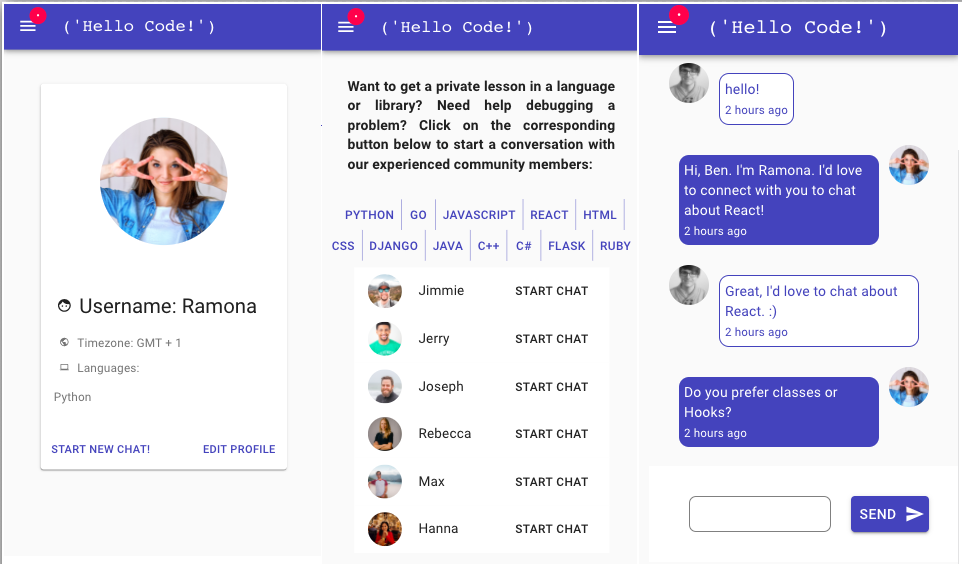 ('Hello Code!')
Username: Ramona
Timezone: GMT + 1
Languages:
Python
START NEW CHAT!
EDIT PROFILE
('Hello Code!')
Want to get a private lesson in a language
or library? Need help debugging a
problem? Click on the corresponding
button below to start a conversation with
our experienced community members:
PYTHON GO JAVASCRIPT REACT HTML
CSS DJANGO JAVA C++ C# FLASK RUBY
Jimmie START CHAT
Jerry START CHAT
Joseph START CHAT
Rebecca START CHAT
Max START CHAT
Hanna START CHAT
('Hello Code!')
hello!
2 hours ago
Hi, Ben. I'm Ramona. I'd love
to connect with you to chat
about React!
2 hours ago
Great, I'd love to chat about
React. :)
2 hours ago
Do you prefer classes or
Hooks?
2 hours ago
SEND